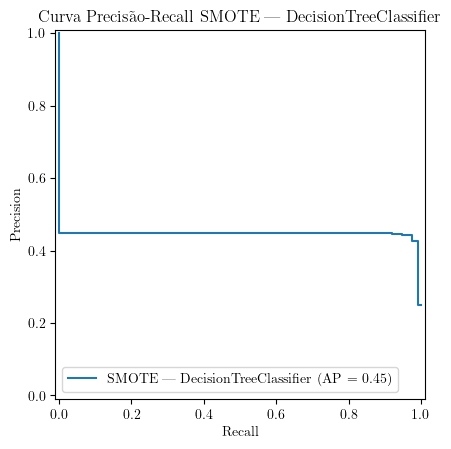 Curva Precisão-Recall SMOTE — DecisionTreeClassifier
1.0
0.8
0.6
0.4
0.2
0.0
Precision
SMOTE — DecisionTreeClassifier (AP = 0.45)
0.0 0.2 0.4 0.6 0.8 1.0
Recall